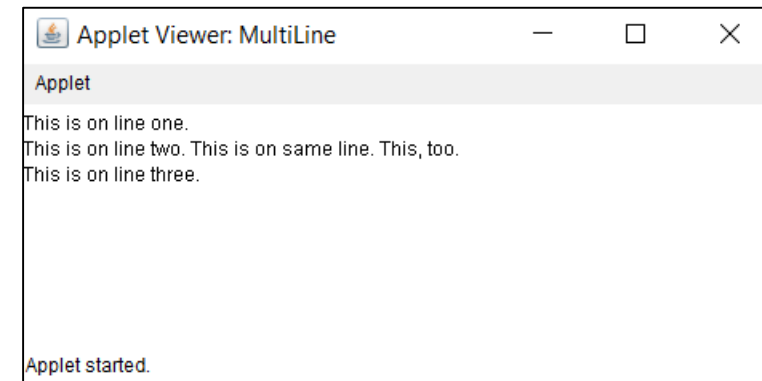 Applet Viewer: MultiLine
Applet
This is on line one.
This is on line two. This is on same line. This, too.
This is on line three.
Applet started.